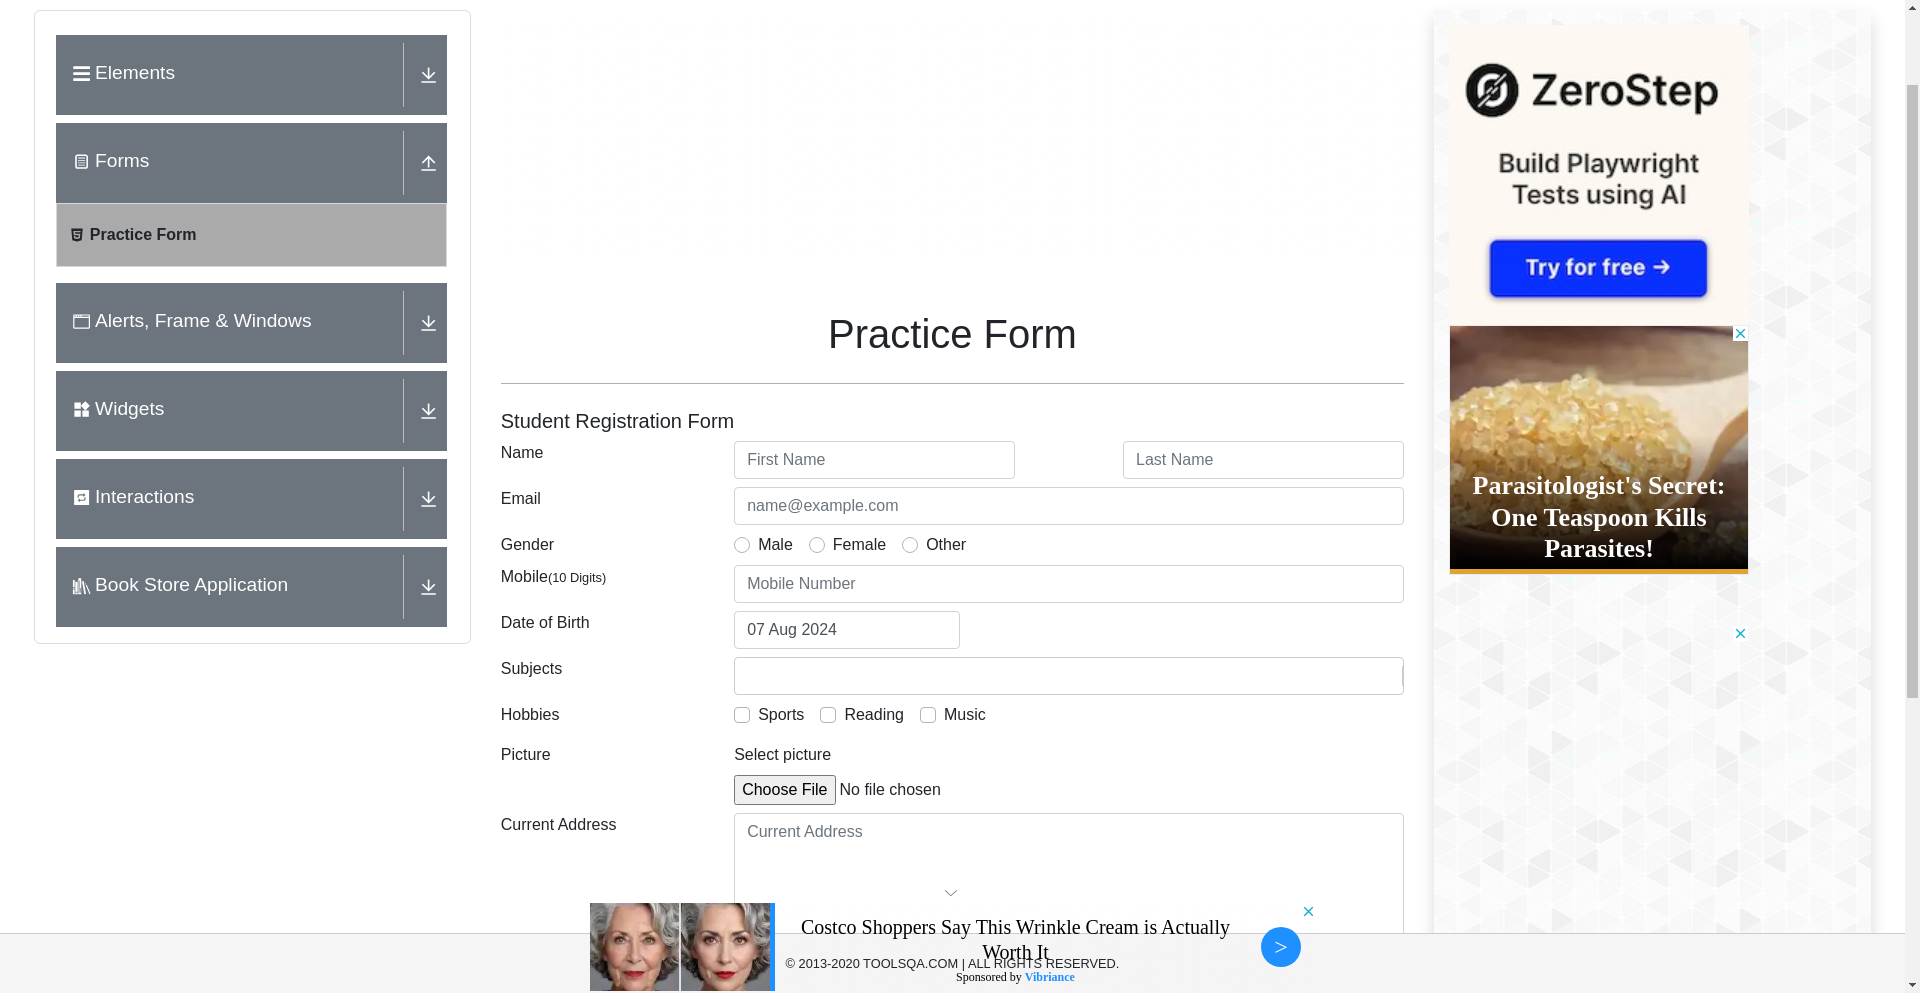 Elements
Forms
Practice Form
Alerts, Frame & Windows
Widgets
Interactions
Book Store Application
Practice Form
Student Registration Form
Name
First Name
Last Name
Email
name@example.com
Gender
Male
Female
Other
Mobile(10 Digits)
Mobile Number
Date of Birth
07 Aug 2024
Subjects
Hobbies
Sports
Reading
Music
Picture
Select picture
Choose File No file chosen
Current Address
Current Address
ZeroStep
Build Playwright
Tests using AI
Try for free →
Parasitologist's Secret:
One Teaspoon Kills
Parasites!
Costco Shoppers Say This Wrinkle Cream is Actually
Worth It
Sponsored by Vibriance
>
© 2013-2020 TOOLSQA.COM | ALL RIGHTS RESERVED.